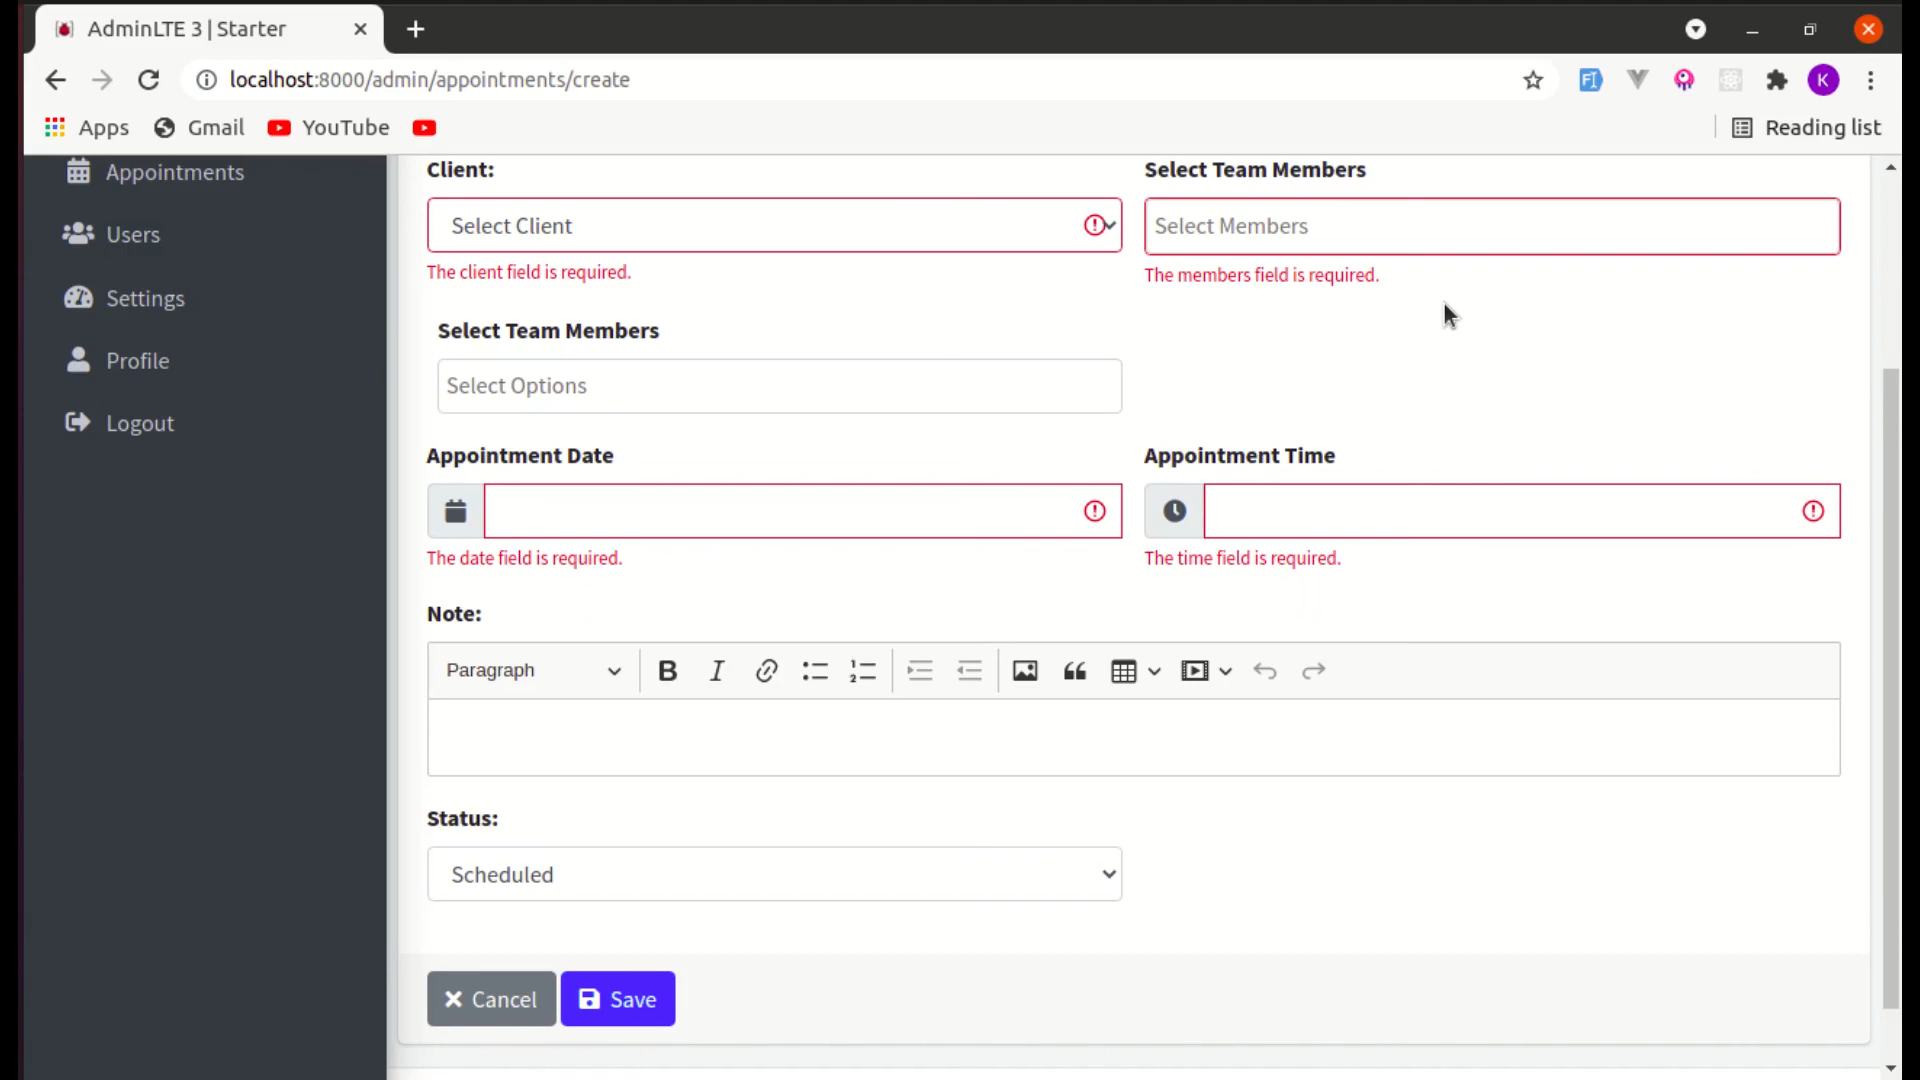 AdminLTE 3 | Starter
localhost:8000/admin/appointments/create
K
Apps
Gmail
YouTube
Reading list
Appointments
Users
Settings
Profile
Logout
Client:
Select Team Members
Select Client
Select Members
The client field is required.
The members field is required.
Select Team Members
Select Options
Appointment Date
Appointment Time
The date field is required.
The time field is required.
Note:
Paragraph
Status:
Scheduled
Cancel
Save